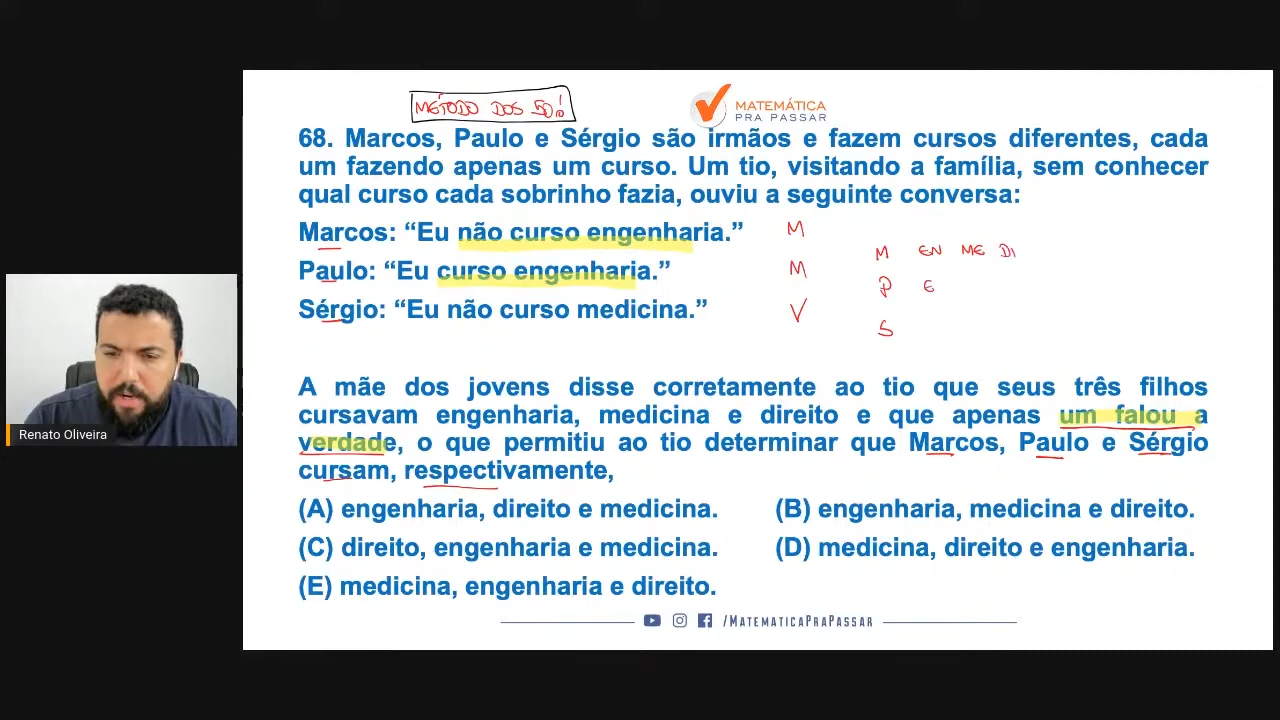 MÉTODO DOS 50!
MATEMÁTICA
PRA PASSAR
68. Marcos, Paulo e Sérgio são irmãos e fazem cursos diferentes, cada
um fazendo apenas um curso. Um tio, visitando a família, sem conhecer
qual curso cada sobrinho fazia, ouviu a seguinte conversa:
Marcos: “Eu não curso engenharia.” M
M EN ME DI
Paulo: “Eu curso engenharia.” M
P E
Sérgio: “Eu não curso medicina.” V
S
A mãe dos jovens disse corretamente ao tio que seus três filhos
cursavam engenharia, medicina e direito e que apenas um falou a
verdade, o que permitiu ao tio determinar que Marcos, Paulo e Sérgio
cursam, respectivamente,
(A) engenharia, direito e medicina. (B) engenharia, medicina e direito.
(C) direito, engenharia e medicina. (D) medicina, direito e engenharia.
(E) medicina, engenharia e direito.
/MATEMATICAPRAPASSAR
Renato Oliveira